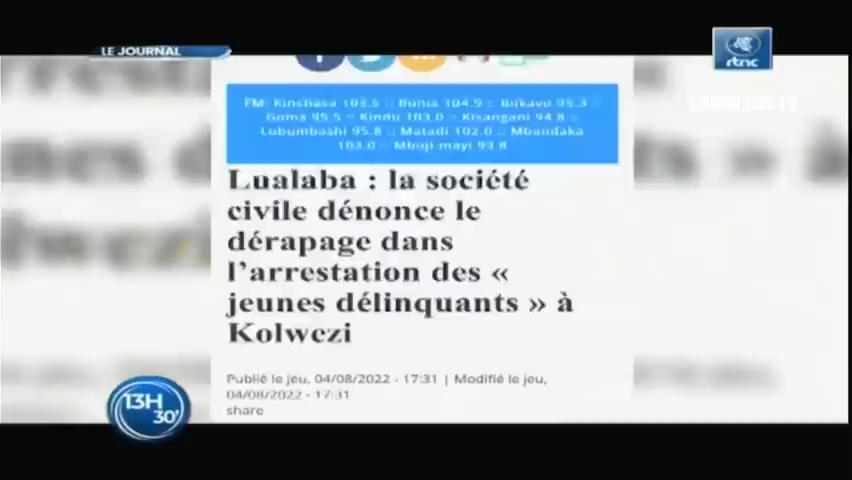 LE JOURNAL
rtnc
FM: Kinshasa 103.5 :: Bunia 104.9 :: Bukavu 95.3 ::
Goma 95.5 :: Kindu 103.0 :: Kisangani 94.8 ::
Lubumbashi 95.8 :: Matadi 102.0 :: Mbandaka
103.0 :: Mbuji-mayi 93.8
Lualaba : la société
civile dénonce le
dérapage dans
l’arrestation des «
jeunes délinquants » à
Kolwezi
Publié le jeu, 04/08/2022 - 17:31 | Modifié le jeu,
04/08/2022 - 17:31
share
13H
30'